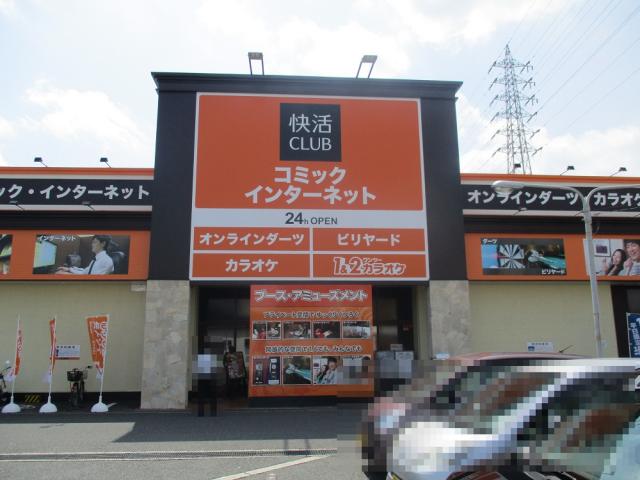 快活
CLUB
コミック
インターネット
24h OPEN
オンラインダーツ
ビリヤード
カラオケ
1&2カラオケ
ック・インターネット
オンラインダーツ カラオケ
インターネット
ダーツ
ビリヤード
ブース・アミューズメント